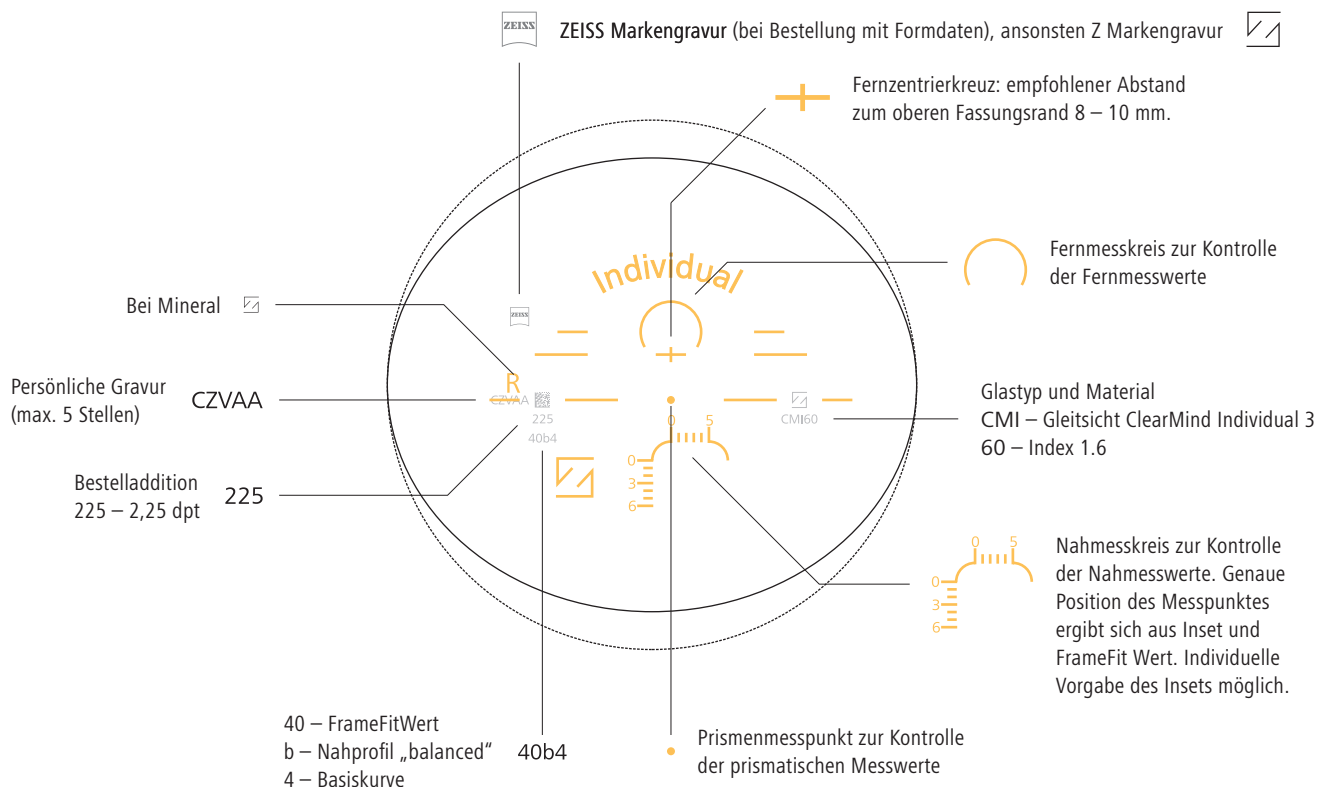 ZEISS
ZEISS Markengravur (bei Bestellung mit Formdaten), ansonsten Z Markengravur
Fernzentrierkreuz: empfohlener Abstand
zum oberen Fassungsrand 8 – 10 mm.
Fernmesskreis zur Kontrolle
der Fernmesswerte
Individual
Bei Mineral
ZEISS
R
Persönliche Gravur
(max. 5 Stellen)
CZVAA
CZVAA
225
40b4
CMI60
Glastyp und Material
CMI – Gleitsicht ClearMind Individual 3
60 – Index 1.6
0 5
0
3
6
Bestelladdition
225 – 2,25 dpt
225
0 5
0
3
6
Nahmesskreis zur Kontrolle
der Nahmesswerte. Genaue
Position des Messpunktes
ergibt sich aus Inset und
FrameFit Wert. Individuelle
Vorgabe des Insets möglich.
40 – FrameFitWert
b – Nahprofil „balanced“
4 – Basiskurve
40b4
Prismenmesspunkt zur Kontrolle
der prismatischen Messwerte